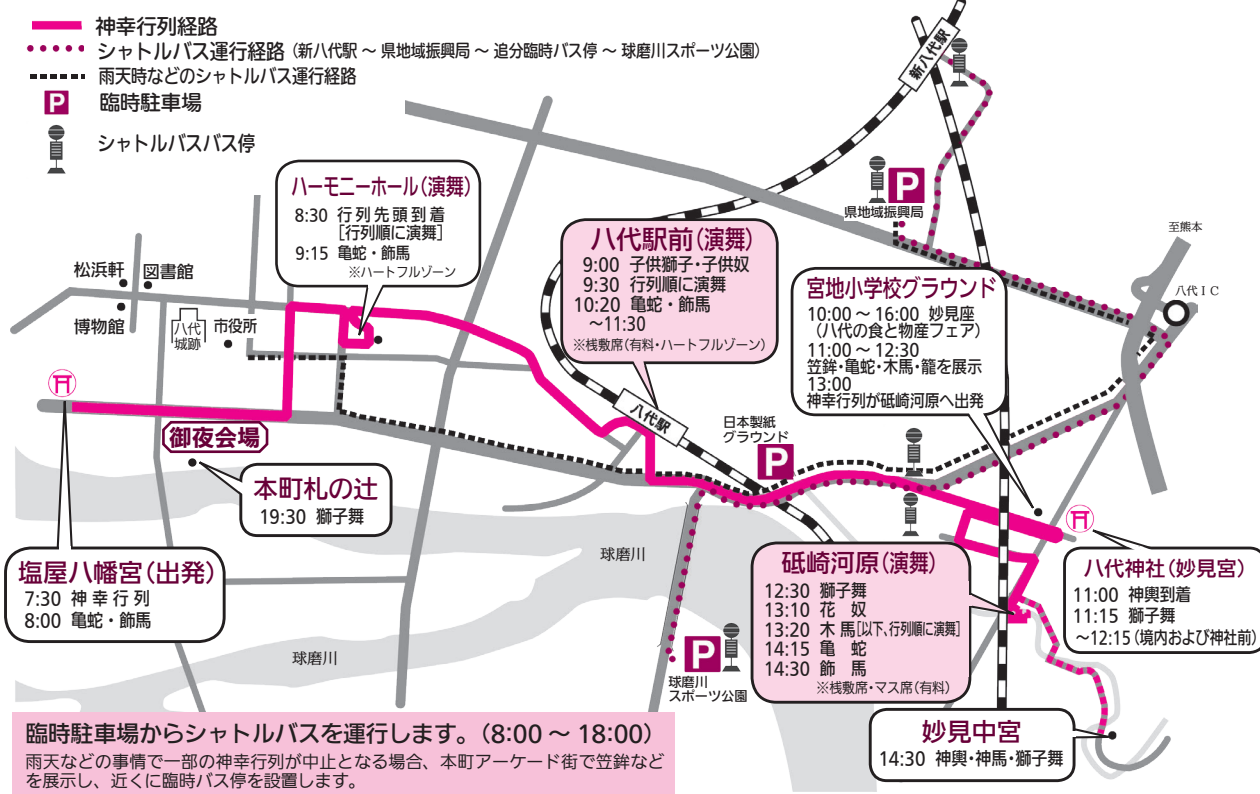 神幸行列経路
シャトルバス運行経路(新八代駅 ～ 県地域振興局 ～ 追分臨時バス停 ～ 球磨川スポーツ公園)
雨天時などのシャトルバス運行経路
P 臨時駐車場
シャトルバスバス停
新八代駅
P
県地域振興局
至熊本
八代IC
ハーモニーホール(演舞)
8:30 行列先頭到着
[行列順に演舞]
9:15 亀蛇・飾馬
※ハートフルゾーン
八代駅前(演舞)
9:00 子供獅子・子供奴
9:30 行列順に演舞
10:20 亀蛇・飾馬
～11:30
※桟敷席(有料・ハートフルゾーン)
宮地小学校グラウンド
10:00 ～ 16:00 妙見座
(八代の食と物産フェア)
11:00 ～ 12:30
笠鉾・亀蛇・木馬・籠を展示
13:00
神幸行列が砥崎河原へ出発
松浜軒
図書館
博物館
八代
城跡
市役所
八代駅
日本製紙
グラウンド
P
御夜会場
本町札の辻
19:30 獅子舞
塩屋八幡宮(出発)
7:30 神幸行列
8:00 亀蛇・飾馬
球磨川
球磨川
P
球磨川
スポーツ公園
砥崎河原(演舞)
12:30 獅子舞
13:10 花 奴
13:20 木馬[以下、行列順に演舞]
14:15 亀 蛇
14:30 飾 馬
※桟敷席・マス席(有料)
八代神社(妙見宮)
11:00 神輿到着
11:15 獅子舞
～12:15(境内および神社前)
妙見中宮
14:30 神輿・神馬・獅子舞
臨時駐車場からシャトルバスを運行します。(8:00 ～ 18:00)
雨天などの事情で一部の神幸行列が中止となる場合、本町アーケード街で笠鉾など
を展示し、近くに臨時バス停を設置します。